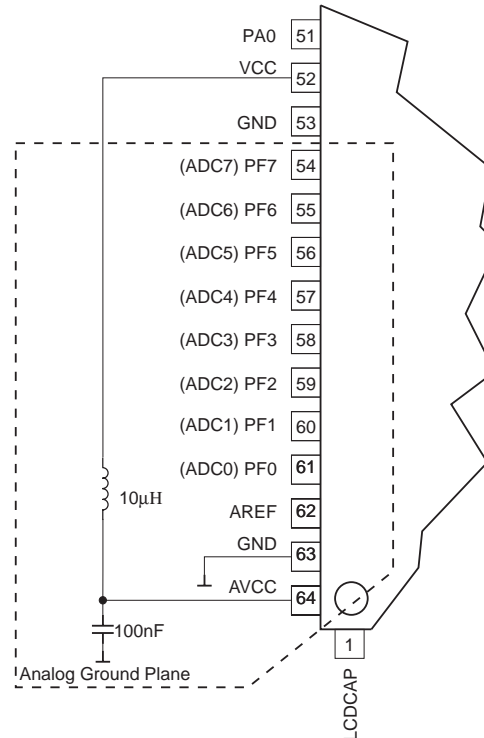 PA0 51
VCC 52
GND 53
(ADC7) PF7 54
(ADC6) PF6 55
(ADC5) PF5 56
(ADC4) PF4 57
(ADC3) PF3 58
(ADC2) PF2 59
(ADC1) PF1 60
(ADC0) PF0 61
10μH
AREF 62
GND 63
AVCC 64
100nF
1
Analog Ground Plane
LCDCAP